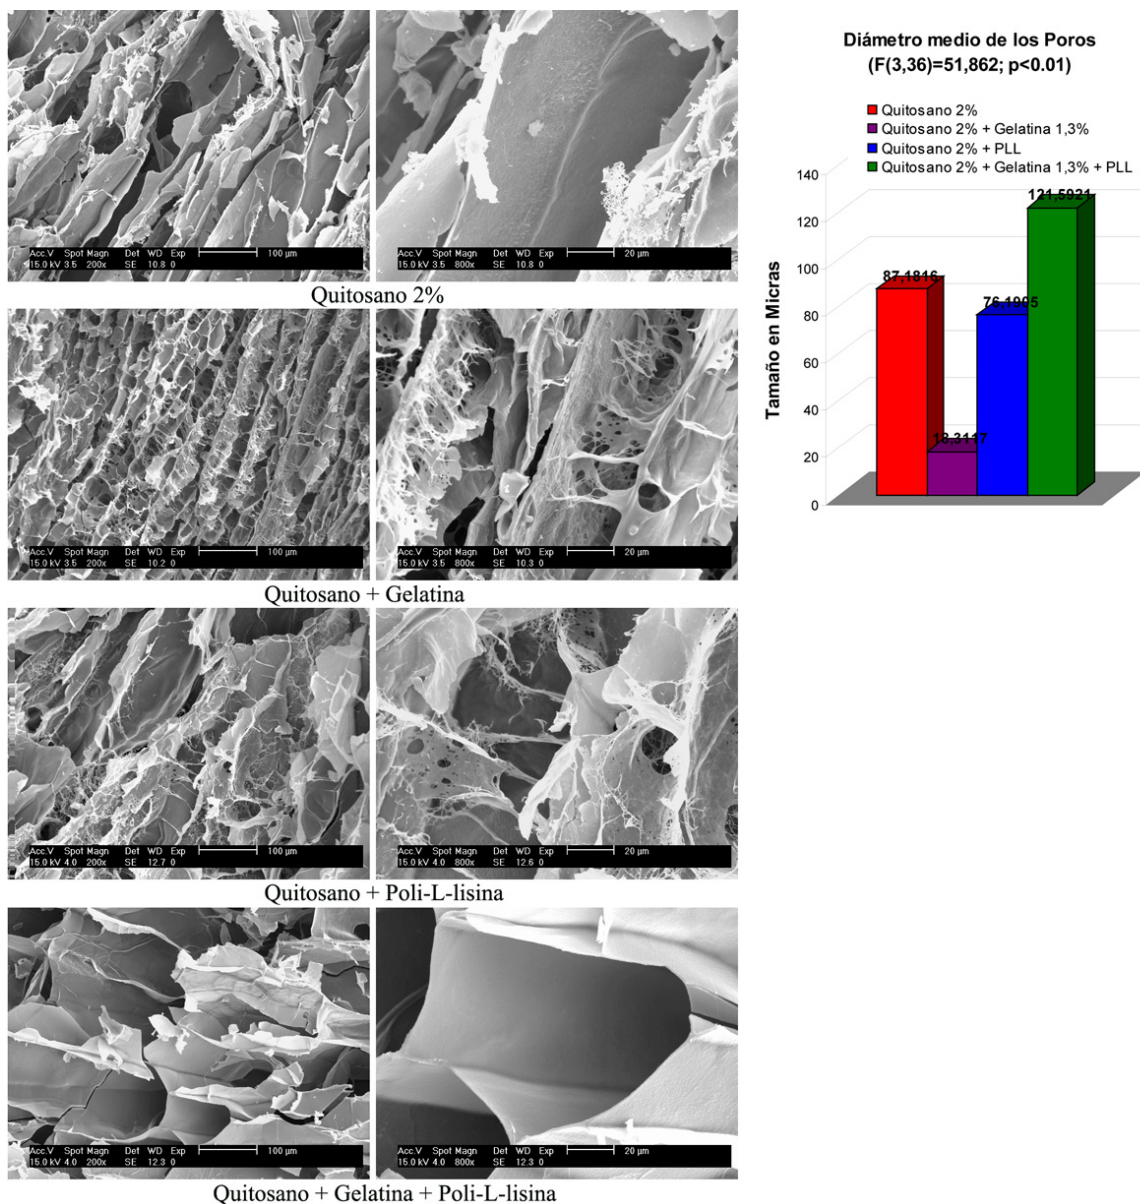 Acc.V Spot Magn Det WD Exp 100 µm
15.0 kV 3.5 200x SE 10.8 0
Acc.V Spot Magn Det WD Exp 20 µm
15.0 kV 3.5 800x SE 10.8 0
Quitosano 2%
Acc.V Spot Magn Det WD Exp 100 µm
15.0 kV 3.5 200x SE 10.2 0
Acc.V Spot Magn Det WD Exp 20 µm
15.0 kV 3.5 800x SE 10.3 0
Quitosano + Gelatina
Acc.V Spot Magn Det WD Exp 100 µm
15.0 kV 4.0 200x SE 12.7 0
Acc.V Spot Magn Det WD Exp 20 µm
15.0 kV 4.0 800x SE 12.6 0
Quitosano + Poli-L-lisina
Acc.V Spot Magn Det WD Exp 100 µm
15.0 kV 4.0 200x SE 12.3 0
Acc.V Spot Magn Det WD Exp 20 µm
15.0 kV 4.0 800x SE 12.3 0
Quitosano + Gelatina + Poli-L-lisina
Diámetro medio de los Poros
(F(3,36)=51,862; p<0.01)
Quitosano 2%
Quitosano 2% + Gelatina 1,3%
Quitosano 2% + PLL
Quitosano 2% + Gelatina 1,3% + PLL
Tamaño en Micras
140
120
100
80
60
40
20
0
87,1816
18,3117
76,1995
121,5921